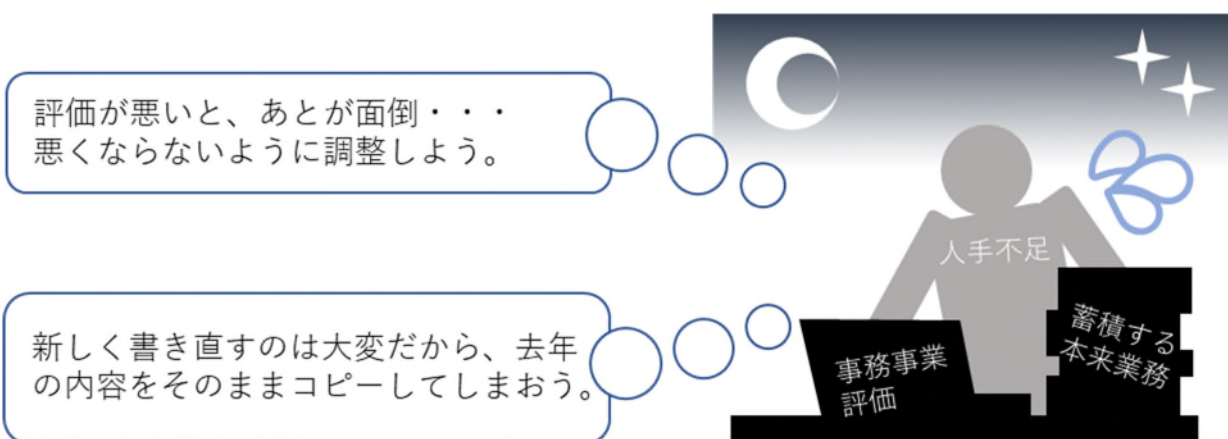 評価が悪いと、あとが面倒・・・
悪くならないように調整しよう。
新しく書き直すのは大変だから、去年
の内容をそのままコピーしてしまおう。
人手不足
事務事業
評価
蓄積する
本来業務